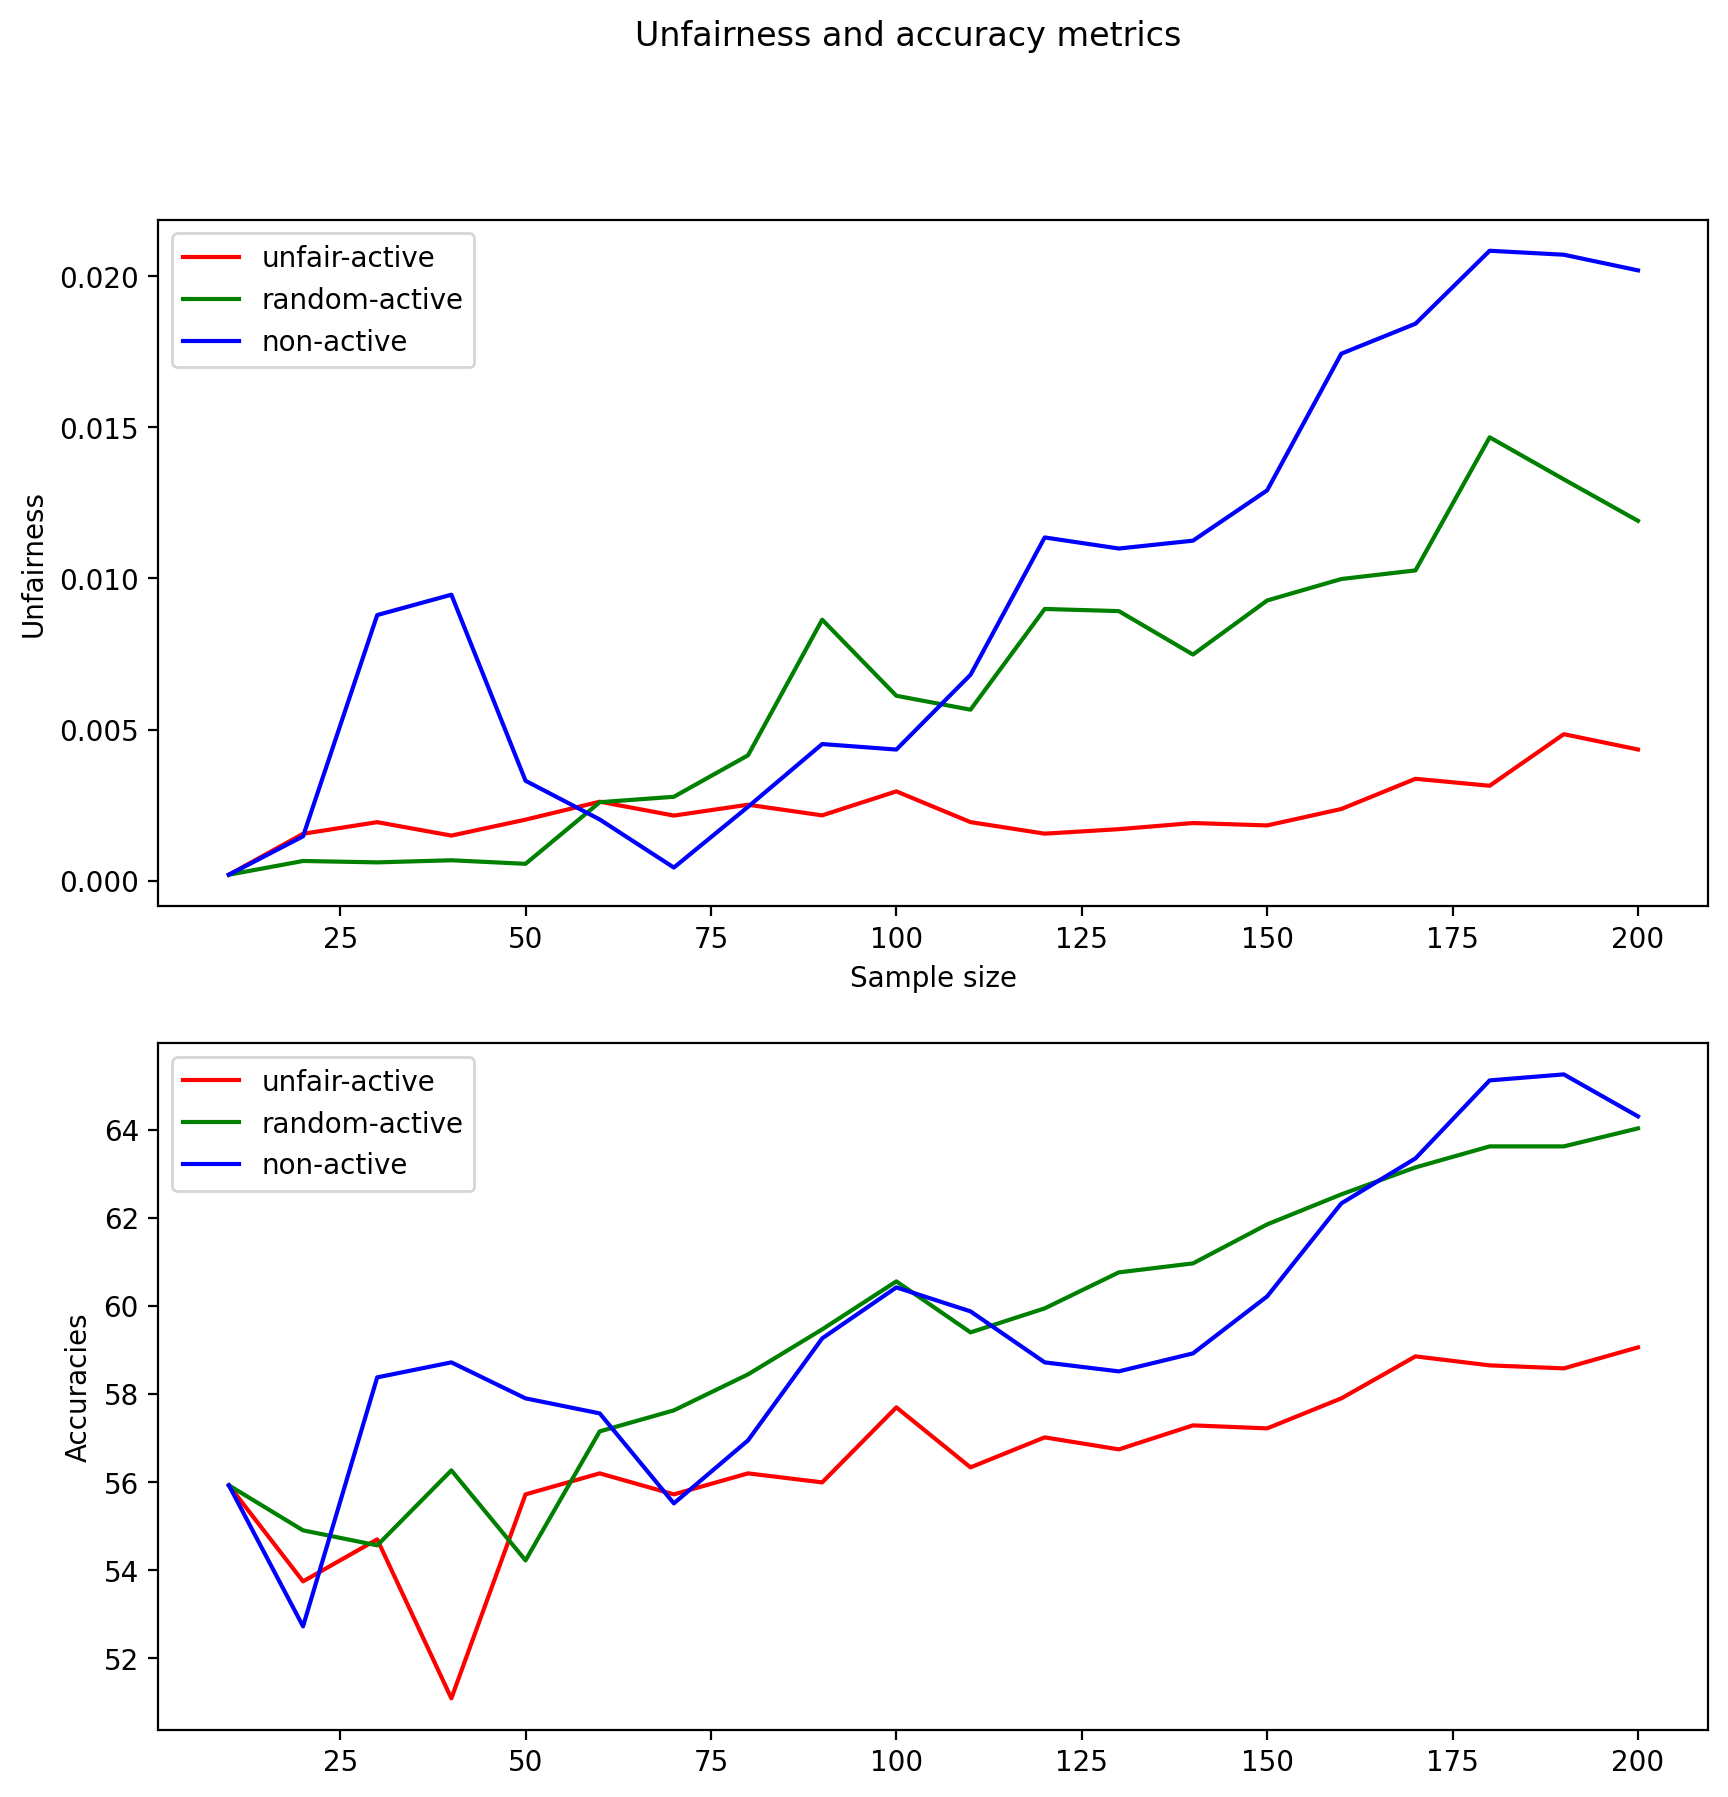 Unfairness and accuracy metrics
unfair-active
random-active
non-active
0.020
0.015
0.010
0.005
0.000
Unfairness
25 50 75 100 125 150 175 200
Sample size
unfair-active
random-active
non-active
64
62
60
58
56
54
52
Accuracies
25 50 75 100 125 150 175 200